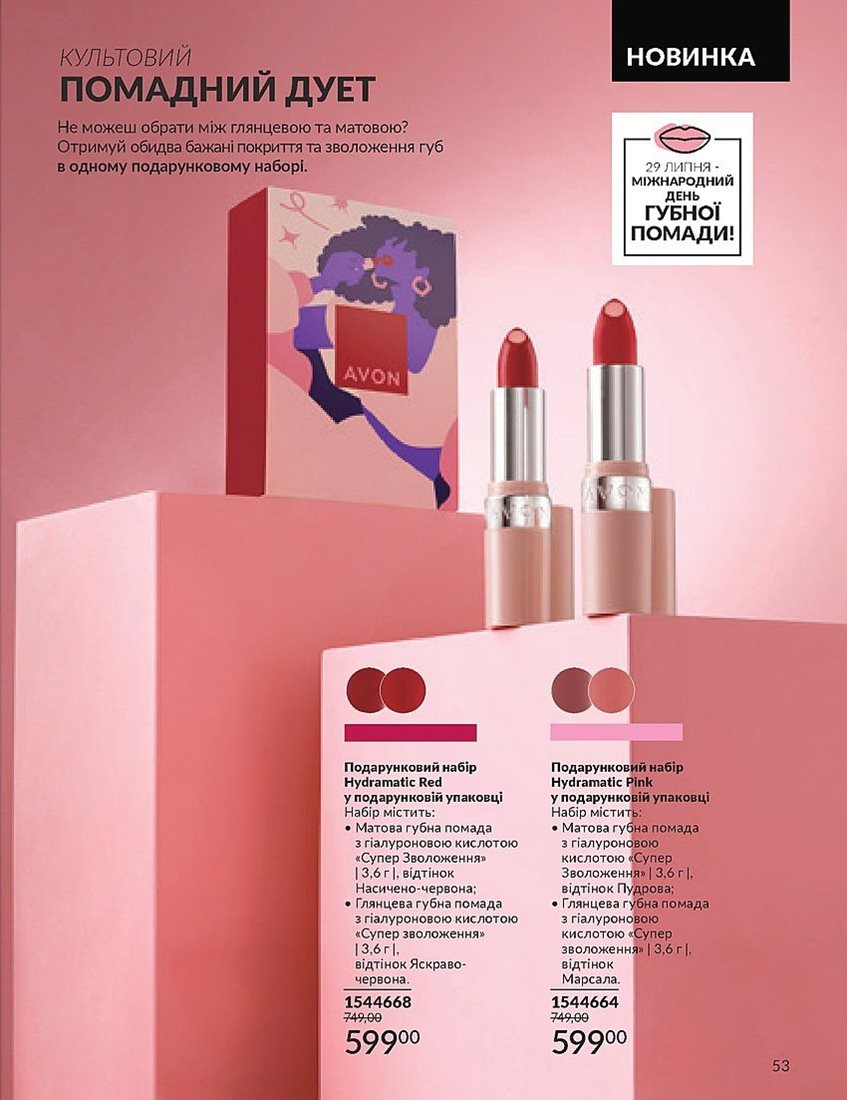 КУЛЬТОВИЙ
ПОМАДНИЙ ДУЕТ
Не можеш обрати між глянцевою та матовою?
Отримуй обидва бажані покриття та зволоження губ
в одному подарунковому наборі.
НОВИНКА
29 ЛИПНЯ -
МІЖНАРОДНИЙ
ДЕНЬ
ГУБНОЇ
ПОМАДИ!
AVON
AVON
AVON
Подарунковий набір
Hydramatic Red
у подарунковій упаковці
Набір містить:
• Матова губна помада
з гіалуроновою кислотою
«Супер Зволоження»
| 3,6 г |, відтінок
Насичено-червона;
• Глянцева губна помада
з гіалуроновою кислотою
«Супер зволоження»
| 3,6 г |,
відтінок Яскраво-
червона.
1544668
749,00
59900
Подарунковий набір
Hydramatic Pink
у подарунковій упаковці
Набір містить:
• Матова губна помада
з гіалуроновою
кислотою «Супер
Зволоження» | 3,6 г |,
відтінок Пудрова;
• Глянцева губна помада
з гіалуроновою
кислотою «Супер
зволоження» | 3,6 г |,
відтінок
Марсала.
1544664
749,00
59900
53